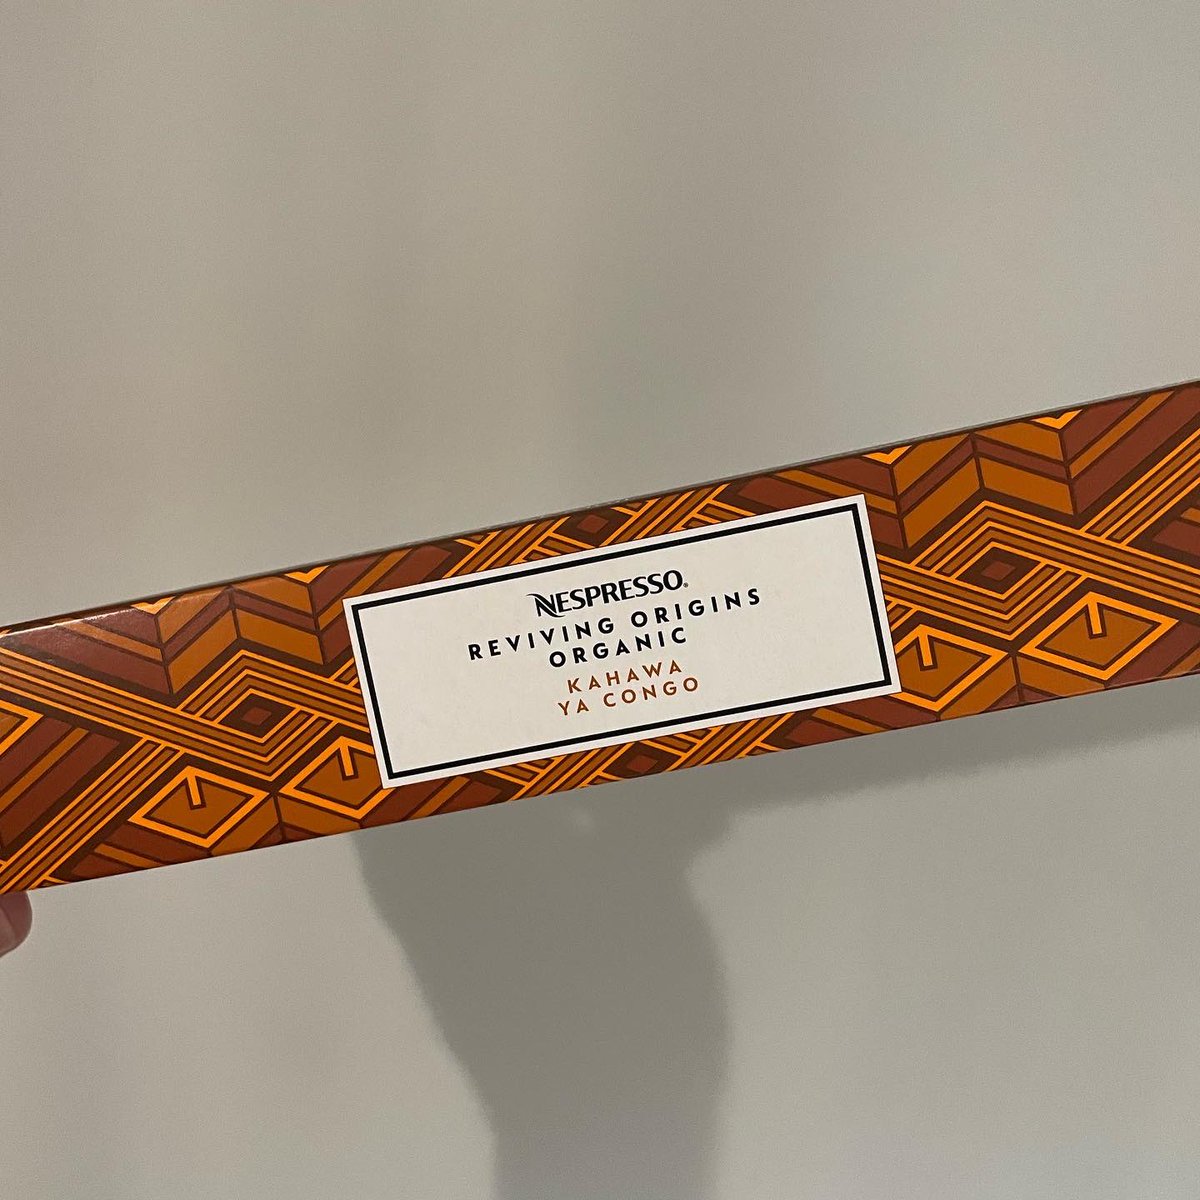 NESPRESSO®
REVIVING ORIGINS
ORGANIC
KAHAWA
YA CONGO